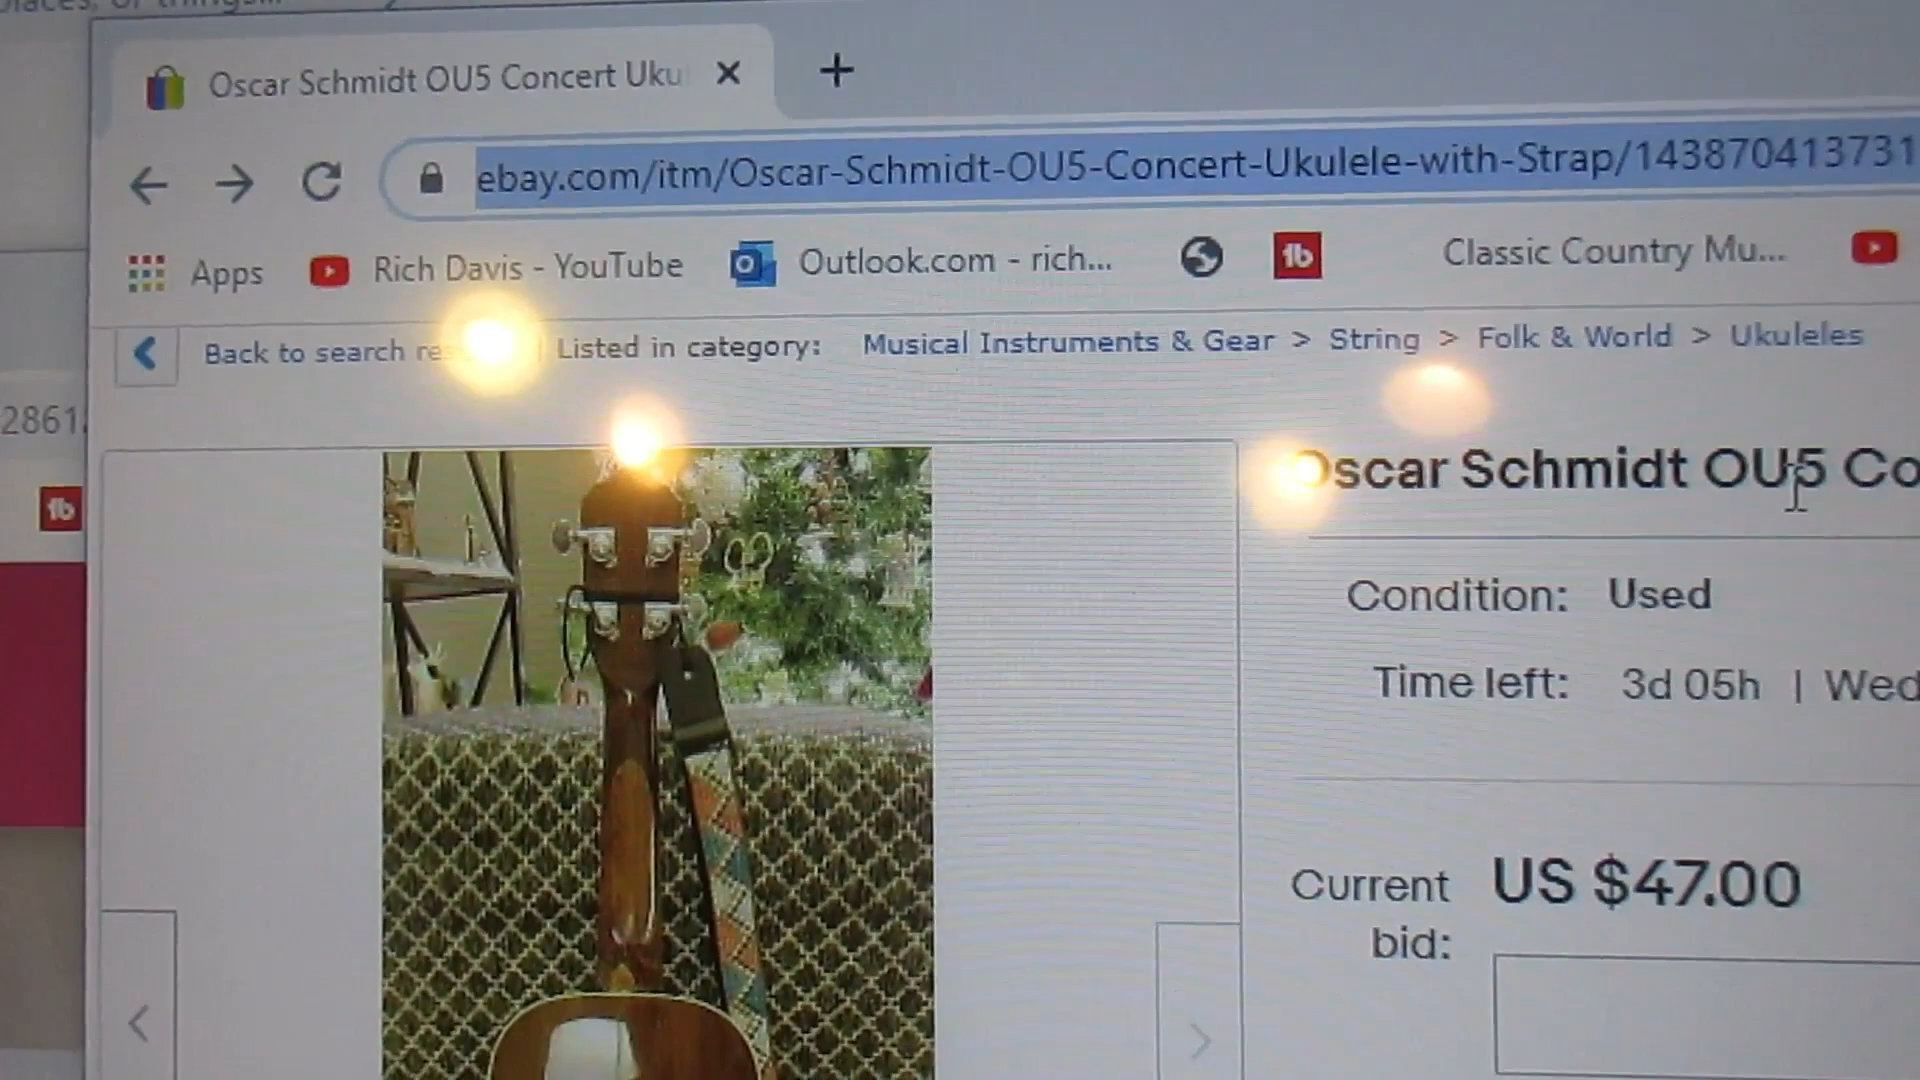 Oscar Schmidt OU5 Concert Uku
ebay.com/itm/Oscar-Schmidt-OU5-Concert-Ukulele-with-Strap/143870413731
Apps Rich Davis - YouTube Outlook.com - rich... Classic Country Mu...
Back to search | Listed in category: Musical Instruments & Gear > String > Folk & World > Ukuleles
2861
Oscar Schmidt OU5 Co
Condition: Used
Time left: 3d 05h | Wed
Current bid: US $47.00